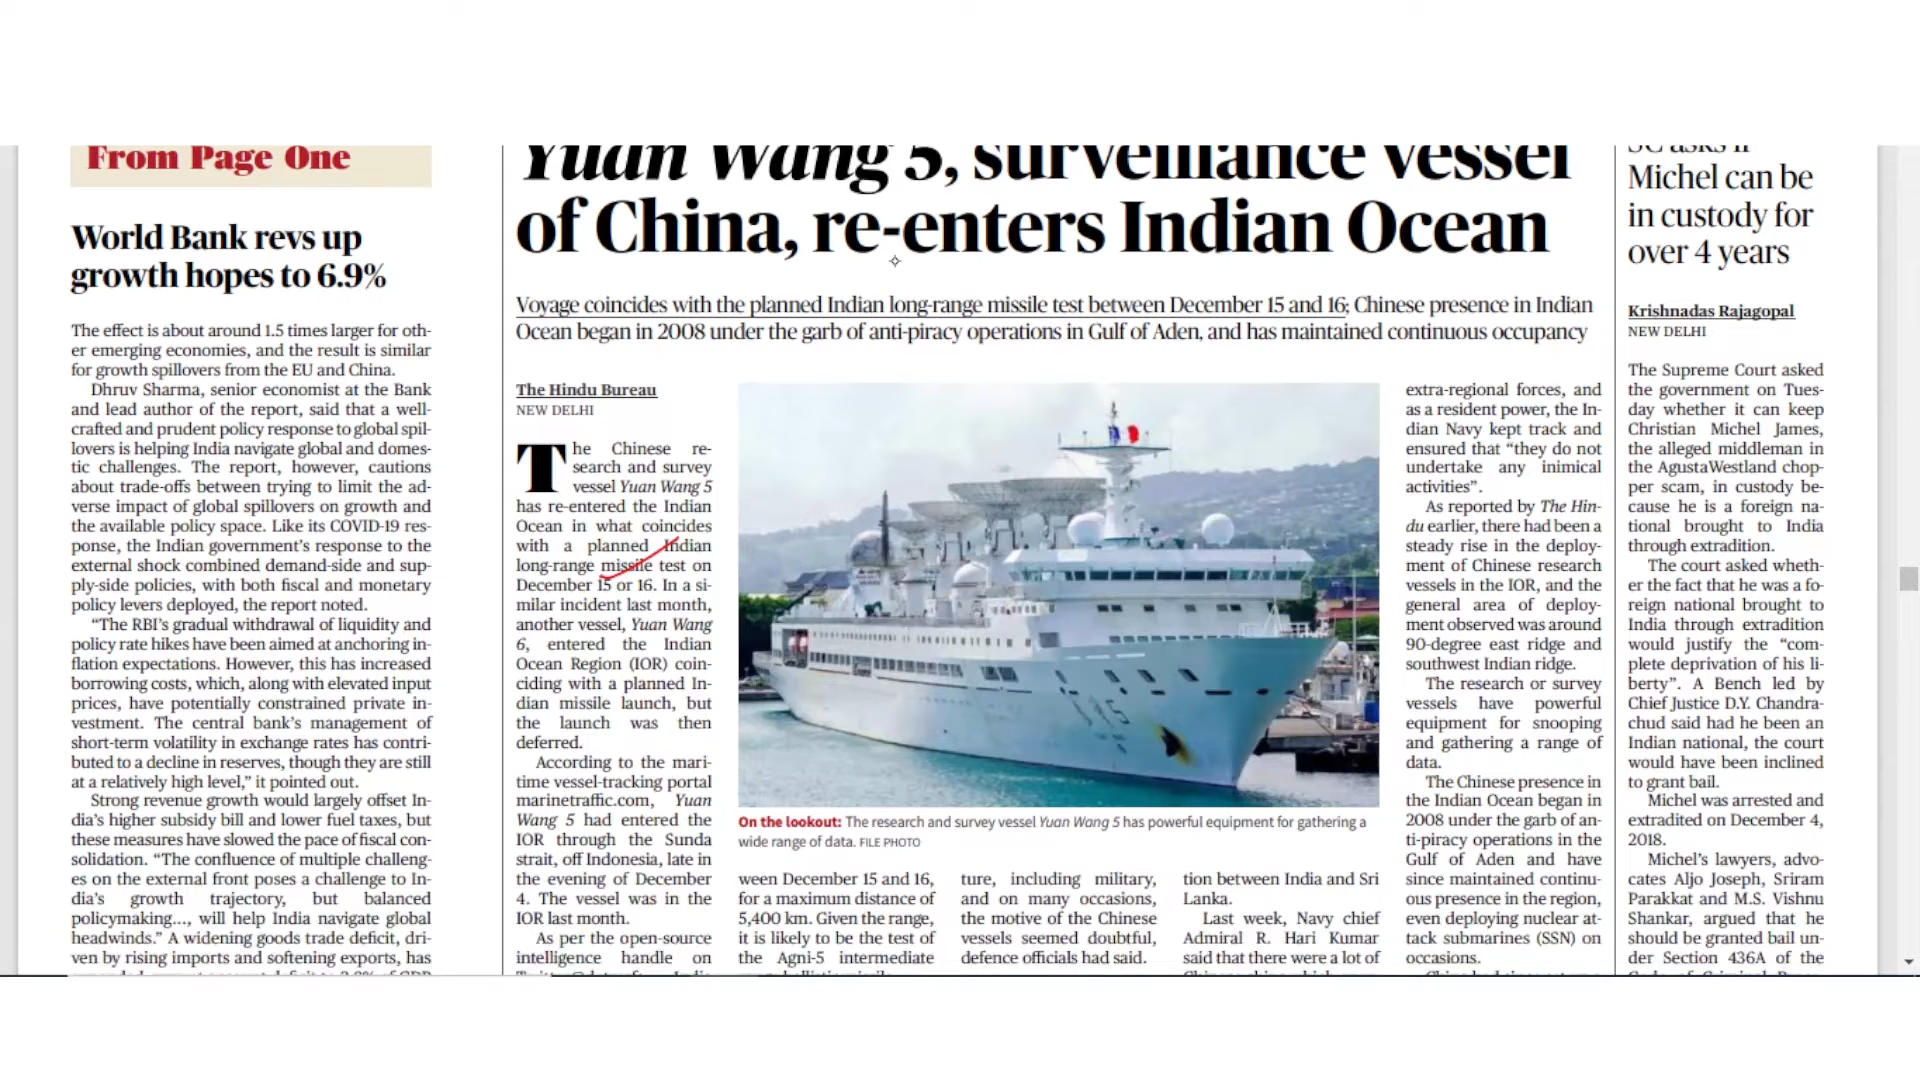 From Page One
World Bank revs up
growth hopes to 6.9%
The effect is about around 1.5 times larger for oth-
er emerging economies, and the result is similar
for growth spillovers from the EU and China.
Dhruv Sharma, senior economist at the Bank
and lead author of the report, said that a well-
crafted and prudent policy response to global spil-
lovers is helping India navigate global and domes-
tic challenges. The report, however, cautions
about trade-offs between trying to limit the ad-
verse impact of global spillovers on growth and
the available policy space. Like its COVID-19 res-
ponse, the Indian government's response to the
external shock combined demand-side and sup-
ply-side policies, with both fiscal and monetary
policy levers deployed, the report noted.
"The RBI's gradual withdrawal of liquidity and
policy rate hikes have been aimed at anchoring in-
flation expectations. However, this has increased
borrowing costs, which, along with elevated input
prices, have potentially constrained private in-
vestment. The central bank's management of
short-term volatility in exchange rates has contri-
buted to a decline in reserves, though they are still
at a relatively high level," it pointed out.
Strong revenue growth would largely offset In-
dia's higher subsidy bill and lower fuel taxes, but
these measures have slowed the pace of fiscal con-
solidation. "The confluence of multiple challeng-
es on the external front poses a challenge to In-
dia's growth trajectory, but balanced
policymaking..., will help India navigate global
headwinds." A widening goods trade deficit, dri-
ven by rising imports and softening exports, has
Yuan Wang 5, surveillance vessel
of China, re-enters Indian Ocean
Voyage coincides with the planned Indian long-range missile test between December 15 and 16; Chinese presence in Indian
Ocean began in 2008 under the garb of anti-piracy operations in Gulf of Aden, and has maintained continuous occupancy
The Hindu Bureau
NEW DELHI
The Chinese re-
search and survey
vessel Yuan Wang 5
has re-entered the Indian
Ocean in what coincides
with a planned Indian
long-range missile test on
December 15 or 16. In a si-
milar incident last month,
another vessel, Yuan Wang
6, entered the Indian
Ocean Region (IOR) coin-
ciding with a planned In-
dian missile launch, but
the launch was then
deferred.
According to the mari-
time vessel-tracking portal
marinetraffic.com, Yuan
Wang 5 had entered the
IOR through the Sunda
strait, off Indonesia, late in
the evening of December
4. The vessel was in the
IOR last month.
As per the open-source
intelligence handle on
On the lookout: The research and survey vessel Yuan Wang 5 has powerful equipment for gathering a
wide range of data. FILE PHOTO
ween December 15 and 16,
for a maximum distance of
5,400 km. Given the range,
it is likely to be the test of
the Agni-5 intermediate
ture, including military,
and on many occasions,
the motive of the Chinese
vessels seemed doubtful,
defence officials had said.
tion between India and Sri
Lanka.
Last week, Navy chief
Admiral R. Hari Kumar
said that there were a lot of
extra-regional forces, and
as a resident power, the In-
dian Navy kept track and
ensured that "they do not
undertake any inimical
activities".
As reported by The Hin-
du earlier, there had been a
steady rise in the deploy-
ment of Chinese research
vessels in the IOR, and the
general area of deploy-
ment observed was around
90-degree east ridge and
southwest Indian ridge.
The research or survey
vessels have powerful
equipment for snooping
and gathering a range of
data.
The Chinese presence in
the Indian Ocean began in
2008 under the garb of an-
ti-piracy operations in the
Gulf of Aden and have
since maintained continu-
ous presence in the region,
even deploying nuclear at-
tack submarines (SSN) on
occasions.
SC asks if
Michel can be
in custody for
over 4 years
Krishnadas Rajagopal
NEW DELHI
The Supreme Court asked
the government on Tues-
day whether it can keep
Christian Michel James,
the alleged middleman in
the AgustaWestland chop-
per scam, in custody be-
cause he is a foreign na-
tional brought to India
through extradition.
The court asked wheth-
er the fact that he was a fo-
reign national brought to
India through extradition
would justify the "com-
plete deprivation of his li-
berty". A Bench led by
Chief Justice D.Y. Chandra-
chud said had he been an
Indian national, the court
would have been inclined
to grant bail.
Michel was arrested and
extradited on December 4,
2018.
Michel's lawyers, advo-
cates Aljo Joseph, Sriram
Parakkat and M.S. Vishnu
Shankar, argued that he
should be granted bail un-
der Section 436A of the